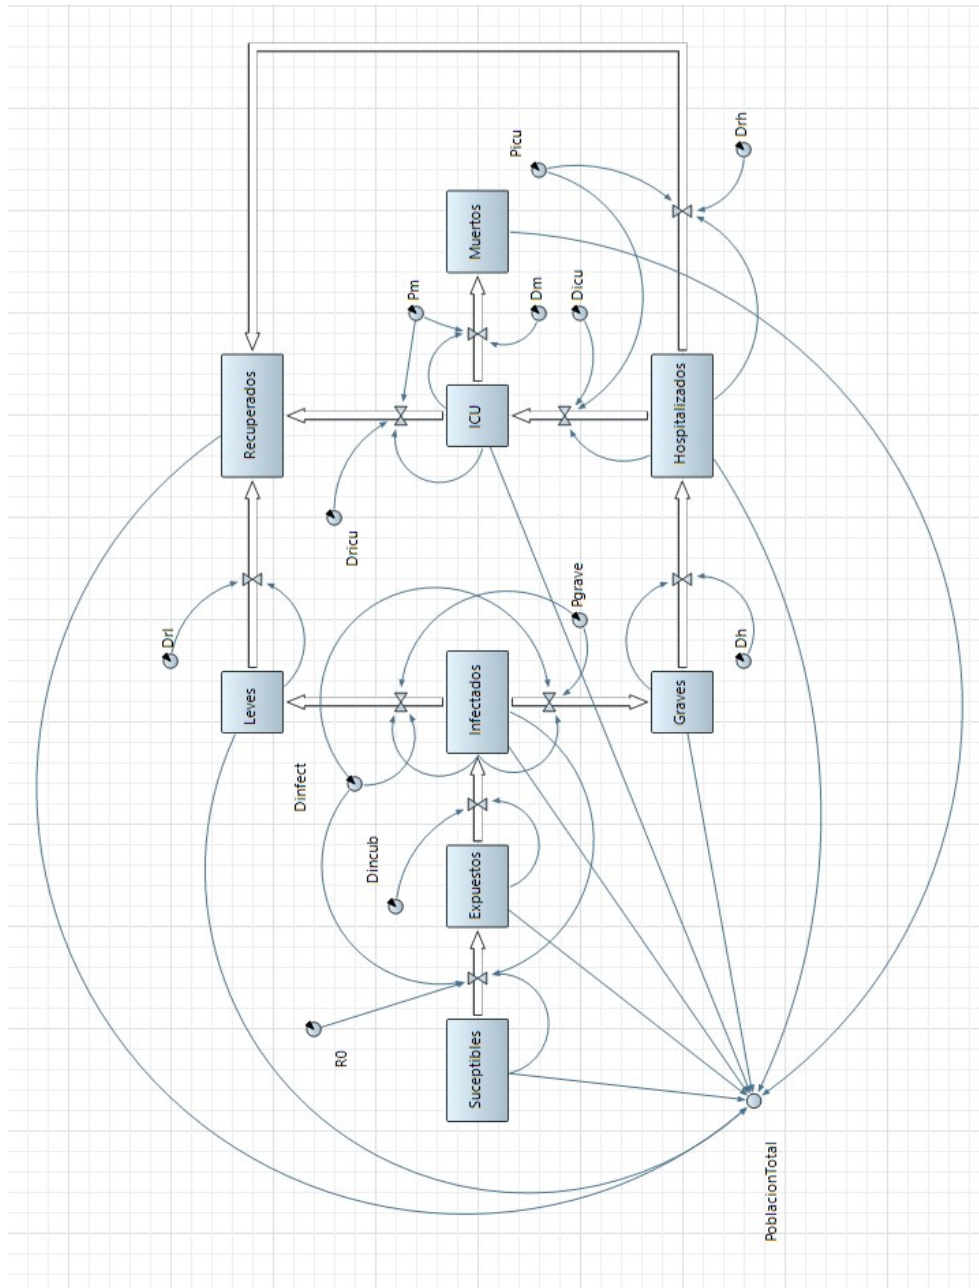 Recuperados
Drl
Leves
Dricu
Pm
Picu
Muertos
Drh
ICU
Dm
Dicu
Hospitalizados
Dinfect
Infectados
Pgrave
Graves
Dh
Dincub
Expuestos
R0
Suceptibles
PoblacionTotal